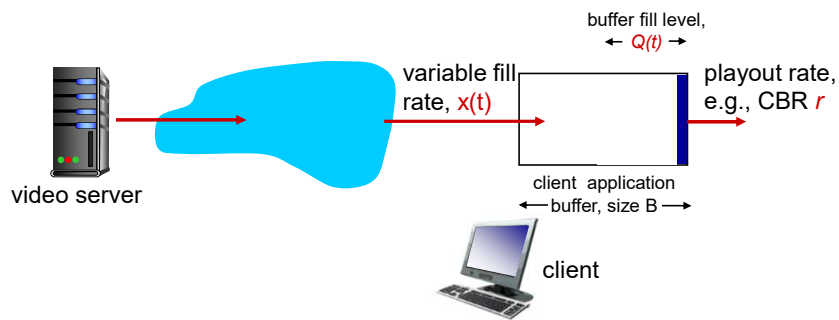 buffer fill level,
Q(t)
variable fill
rate, x(t)
playout rate,
e.g., CBR r
video server
client application
buffer, size B
client